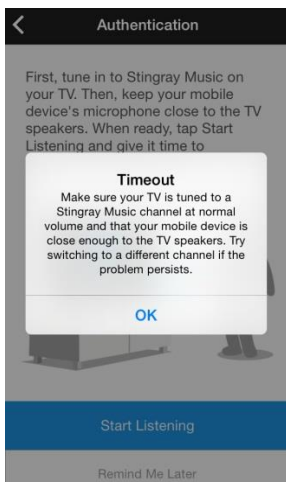 Authentication
First, tune in to Stingray Music on
your TV. Then, keep your mobile
device's microphone close to the TV
speakers. When ready, tap Start
Listening and give it time to
Timeout
Make sure your TV is tuned to a
Stingray Music channel at normal
volume and that your mobile device is
close enough to the TV speakers. Try
switching to a different channel if the
problem persists.
OK
Start Listening
Remind Me Later